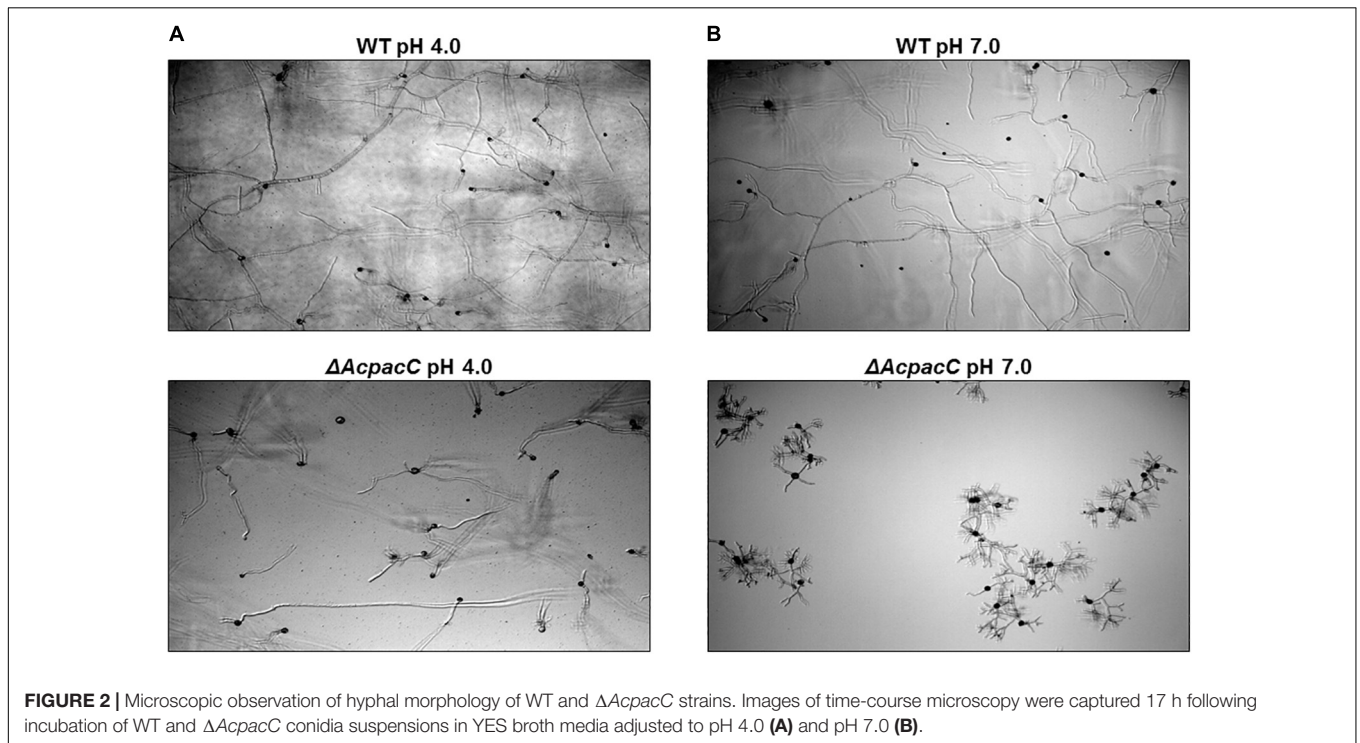 A
WT pH 4.0
B
WT pH 7.0
ΔAcpacC pH 4.0
ΔAcpacC pH 7.0
FIGURE 2 | Microscopic observation of hyphal morphology of WT and ΔAcpacC strains. Images of time-course microscopy were captured 17 h following
incubation of WT and ΔAcpacC conidia suspensions in YES broth media adjusted to pH 4.0 (A) and pH 7.0 (B).